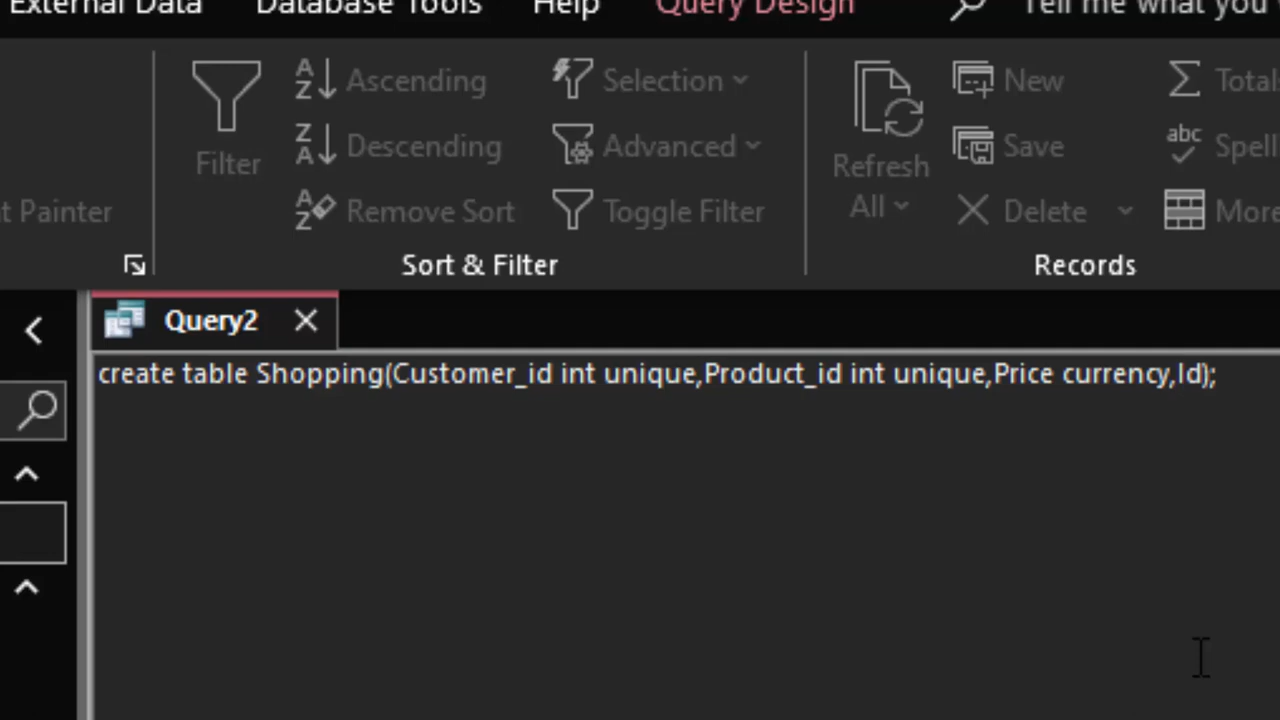 External Data Database Tools Help Query Design Tell me what you
Filter Ascending Selection Refresh All New Total
Descending Advanced Save Spell
t Painter Remove Sort Toggle Filter Delete More
Sort & Filter Records
Query2
create table Shopping(Customer_id int unique,Product_id int unique,Price currency,Id);